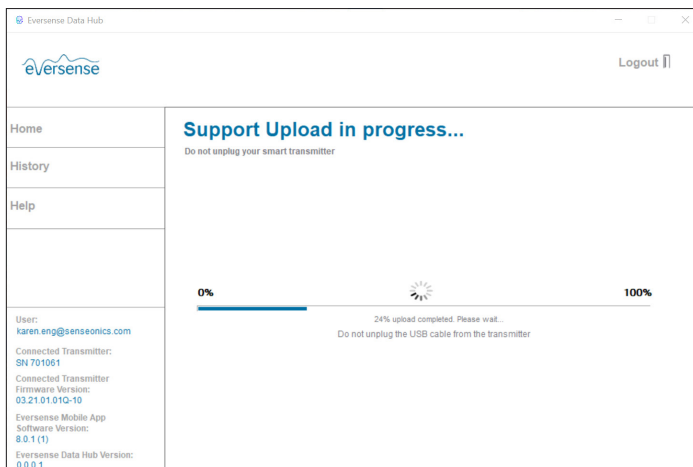 Eversense Data Hub
eversense
Logout
Home
History
Help
Support Upload in progress...
Do not unplug your smart transmitter
0%
100%
24% upload completed. Please wait...
Do not unplug the USB cable from the transmitter
User:
karen.eng@senseonics.com
Connected Transmitter:
SN 701061
Connected Transmitter
Firmware Version:
03.21.01.01Q-10
Eversense Mobile App
Software Version:
8.0.1 (1)
Eversense Data Hub Version:
0.0.0.1